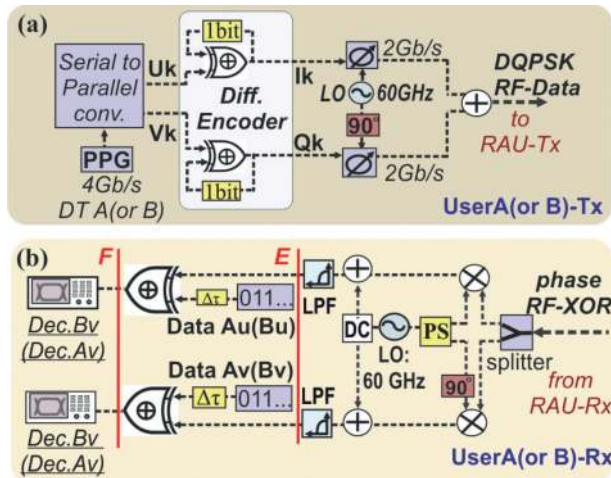 (a)
Serial to
Parallel
conv.
Uk
Vk
PPG
4Gb/s
DT A(or B)
1bit
Diff.
Encoder
1bit
Ik
Qk
2Gb/s
LO
60GHz
90°
2Gb/s
DQPSK
RF-Data
to
RAU-Tx
UserA(or B)-Tx
(b)
F
E
Dec.Bv
(Dec.Av)
Δτ
011...
Data Au(Bu)
Data Av(Bv)
Δτ
011...
Dec.Bv
(Dec.Av)
LPF
LPF
DC
LO:
60 GHz
PS
90°
splitter
phase
RF-XOR
from
RAU-Rx
UserA(or B)-Rx